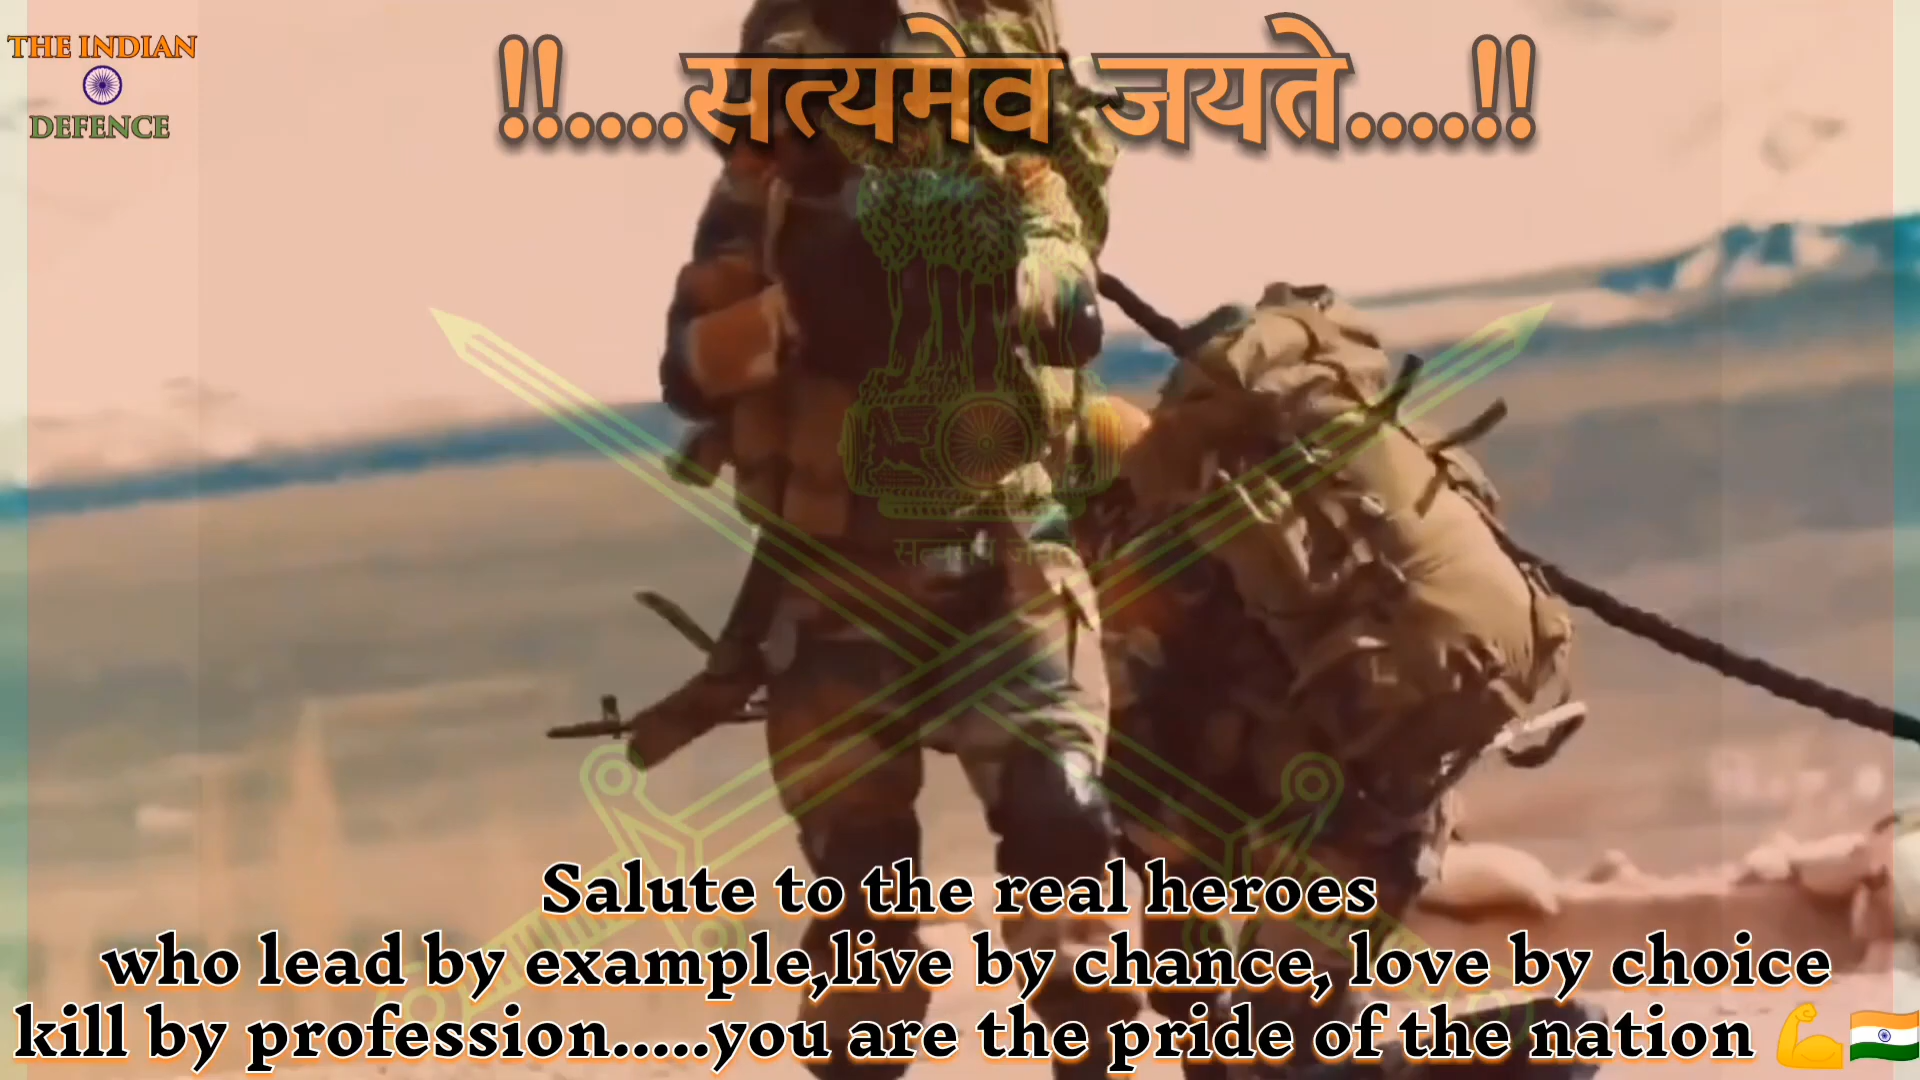 THE INDIAN
DEFENCE
!!....सत्यमेव जयते....!!
Salute to the real heroes
who lead by example,live by chance, love by choice
kill by profession.....you are the pride of the nation 💪🇮🇳